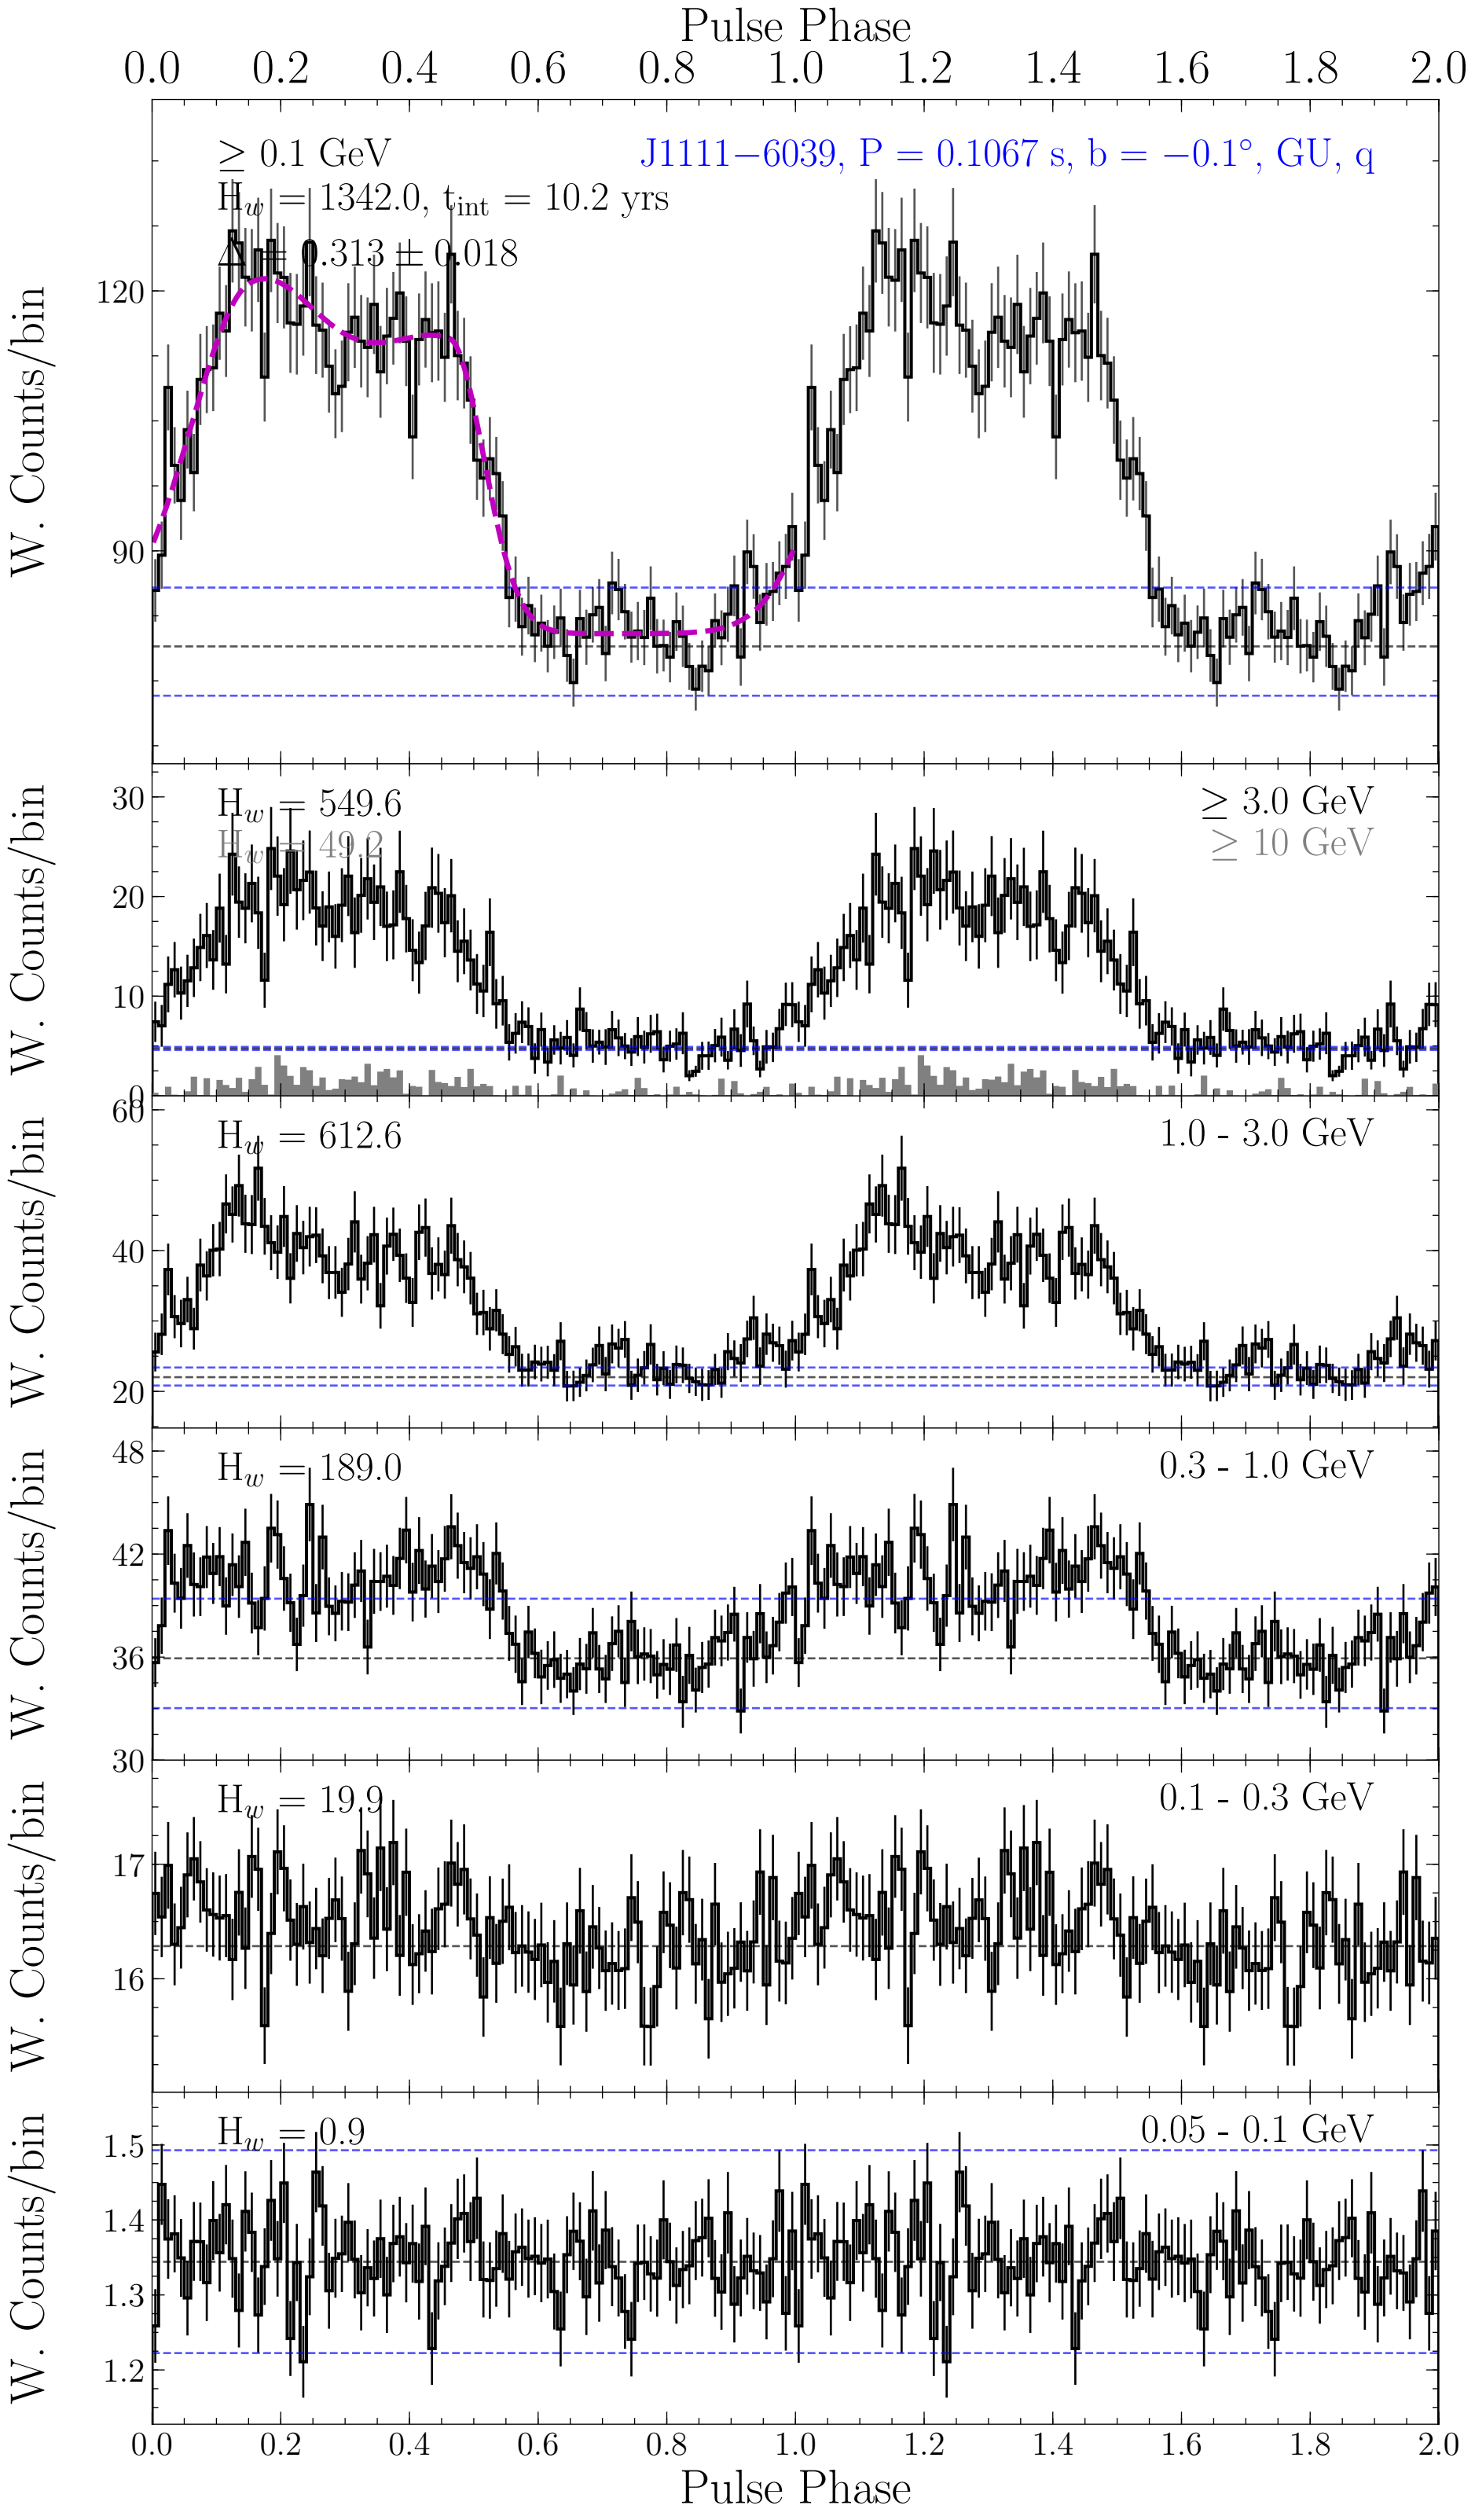 Pulse Phase
0.0 0.2 0.4 0.6 0.8 1.0 1.2 1.4 1.6 1.8 2.0
≥ 0.1 GeV
J1111−6039, P = 0.1067 s, b = −0.1°, GU, q
H_w = 1342.0, t_int = 10.2 yrs
Δ = 0.313 ± 0.018
120
90
W. Counts/bin
H_w = 549.6
≥ 3.0 GeV
H_w = 49.2
≥ 10 GeV
30
20
10
0
W. Counts/bin
H_w = 612.6
1.0 - 3.0 GeV
60
40
20
W. Counts/bin
H_w = 189.0
0.3 - 1.0 GeV
48
42
36
30
W. Counts/bin
H_w = 19.9
0.1 - 0.3 GeV
17
16
W. Counts/bin
H_w = 0.9
0.05 - 0.1 GeV
1.5
1.4
1.3
1.2
W. Counts/bin
0.0 0.2 0.4 0.6 0.8 1.0 1.2 1.4 1.6 1.8 2.0
Pulse Phase